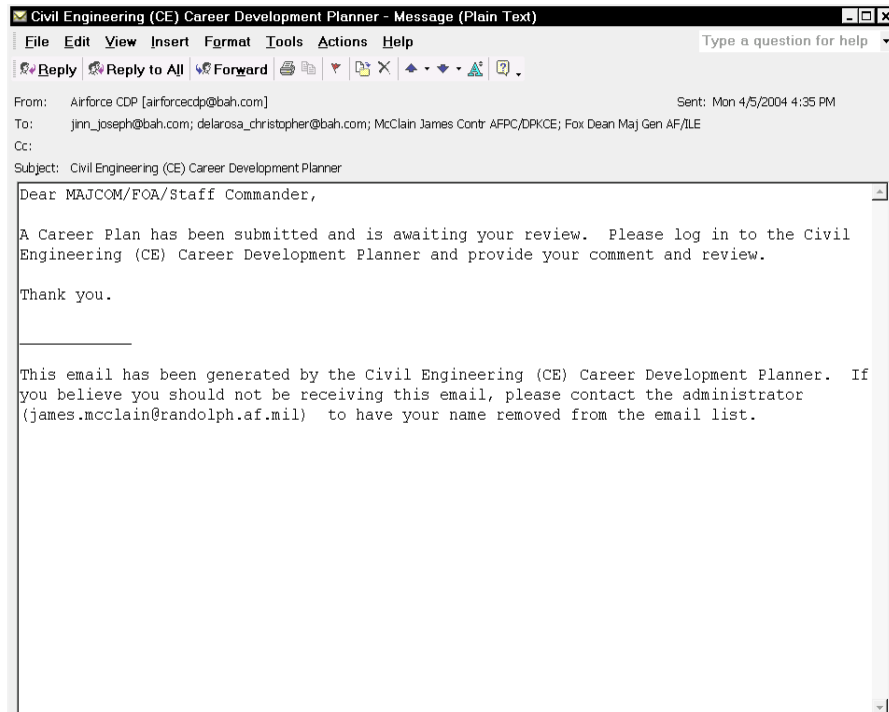 Civil Engineering (CE) Career Development Planner - Message (Plain Text)
File Edit View Insert Format Tools Actions Help Type a question for help
Reply Reply to All Forward
From: Airforce CDP [airforcecdp@bah.com] Sent: Mon 4/5/2004 4:35 PM
To: jinn_joseph@bah.com; delarosa_christopher@bah.com; McClain James Contr AFPC/DPKCE; Fox Dean Maj Gen AF/ILE
Cc:
Subject: Civil Engineering (CE) Career Development Planner
Dear MAJCOM/FOA/Staff Commander,
A Career Plan has been submitted and is awaiting your review. Please log in to the Civil
Engineering (CE) Career Development Planner and provide your comment and review.
Thank you.
____________
This email has been generated by the Civil Engineering (CE) Career Development Planner. If
you believe you should not be receiving this email, please contact the administrator
(james.mcclain@randolph.af.mil) to have your name removed from the email list.